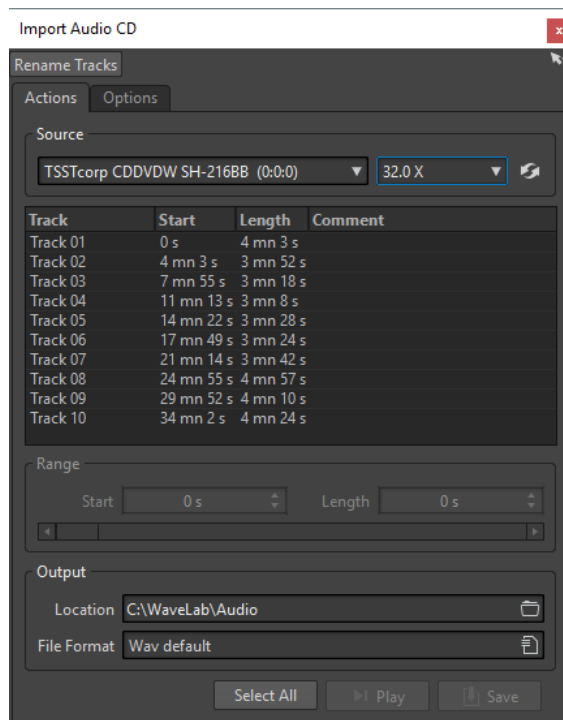 Import Audio CD
x
Rename Tracks
Actions Options
Source
TSSTcorp CDDVDW SH-216BB (0:0:0) 32.0 X
Track Start Length Comment
Track 01 0 s 4 mn 3 s
Track 02 4 mn 3 s 3 mn 52 s
Track 03 7 mn 55 s 3 mn 18 s
Track 04 11 mn 13 s 3 mn 8 s
Track 05 14 mn 22 s 3 mn 28 s
Track 06 17 mn 49 s 3 mn 24 s
Track 07 21 mn 14 s 3 mn 42 s
Track 08 24 mn 55 s 4 mn 57 s
Track 09 29 mn 52 s 4 mn 10 s
Track 10 34 mn 2 s 4 mn 24 s
Range
Start 0 s Length 0 s
Output
Location C:\WaveLab\Audio
File Format Wav default
Select All Play Save